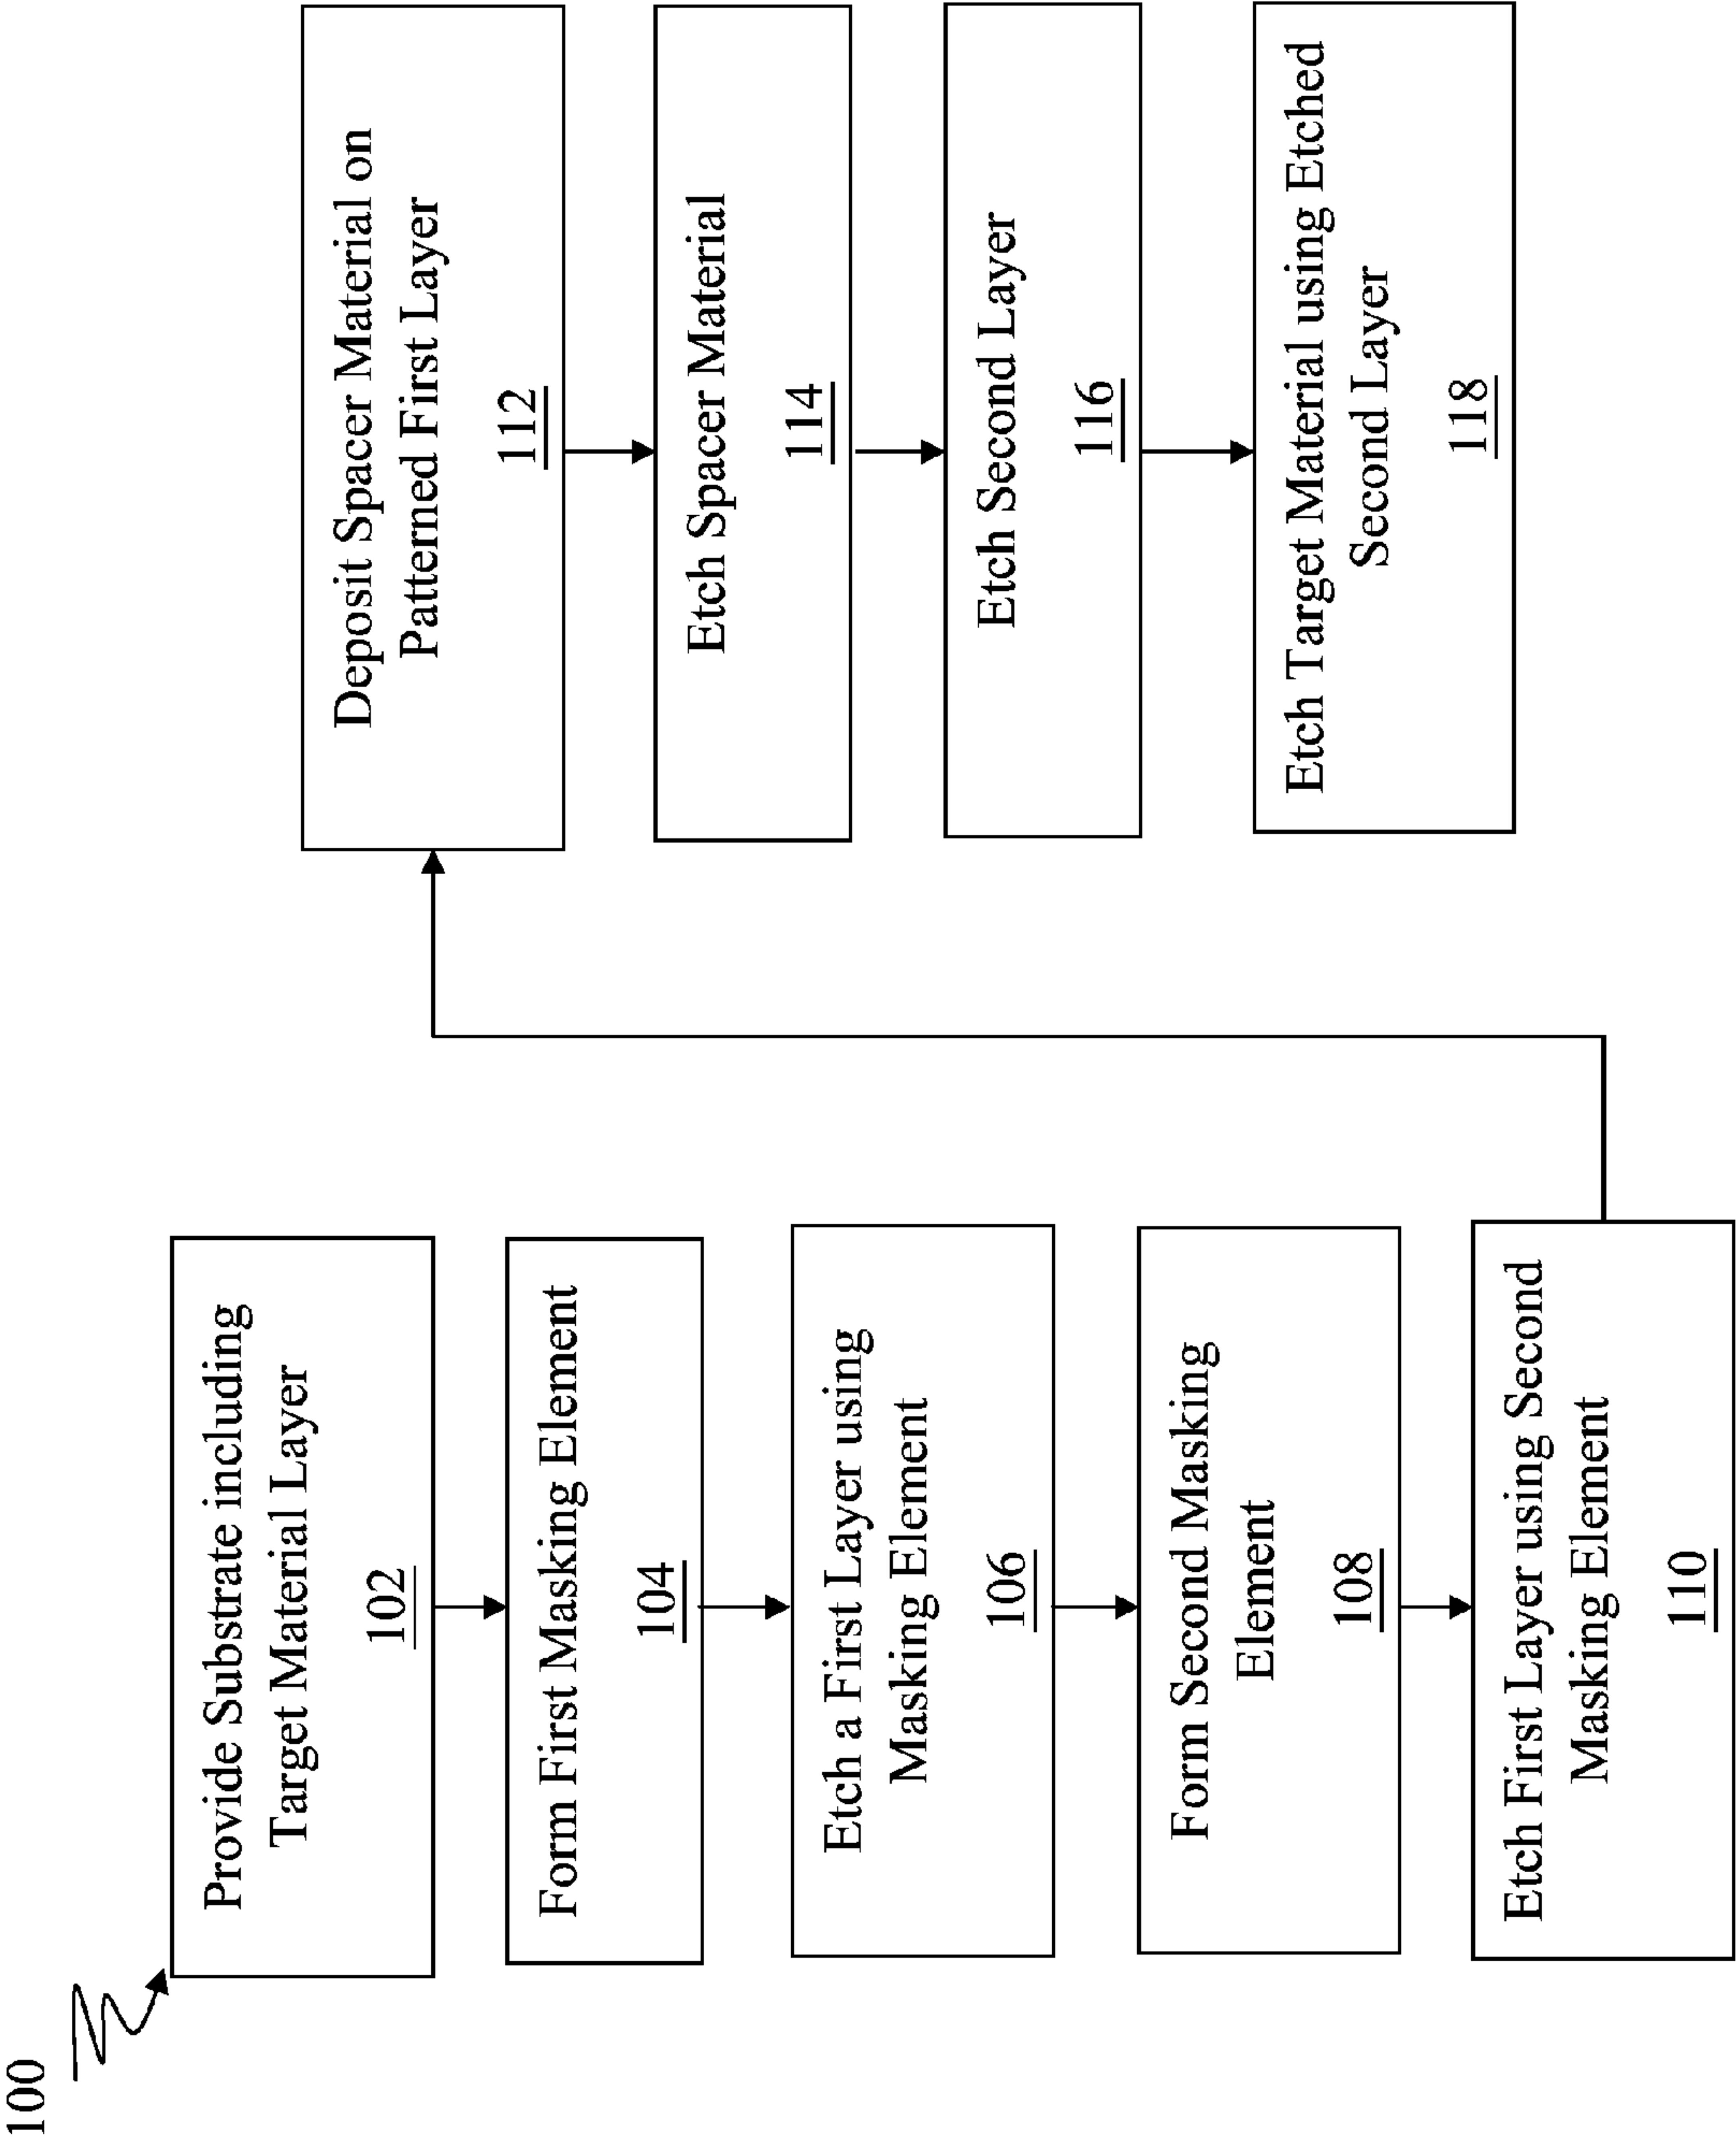 100
Provide Substrate including
Target Material Layer
102
Form First Masking Element
104
Etch a First Layer using
Masking Element
106
Form Second Masking
Element
108
Etch First Layer using Second
Masking Element
110
Deposit Spacer Material on
Patterned First Layer
112
Etch Spacer Material
114
Etch Second Layer
116
Etch Target Material using Etched
Second Layer
118